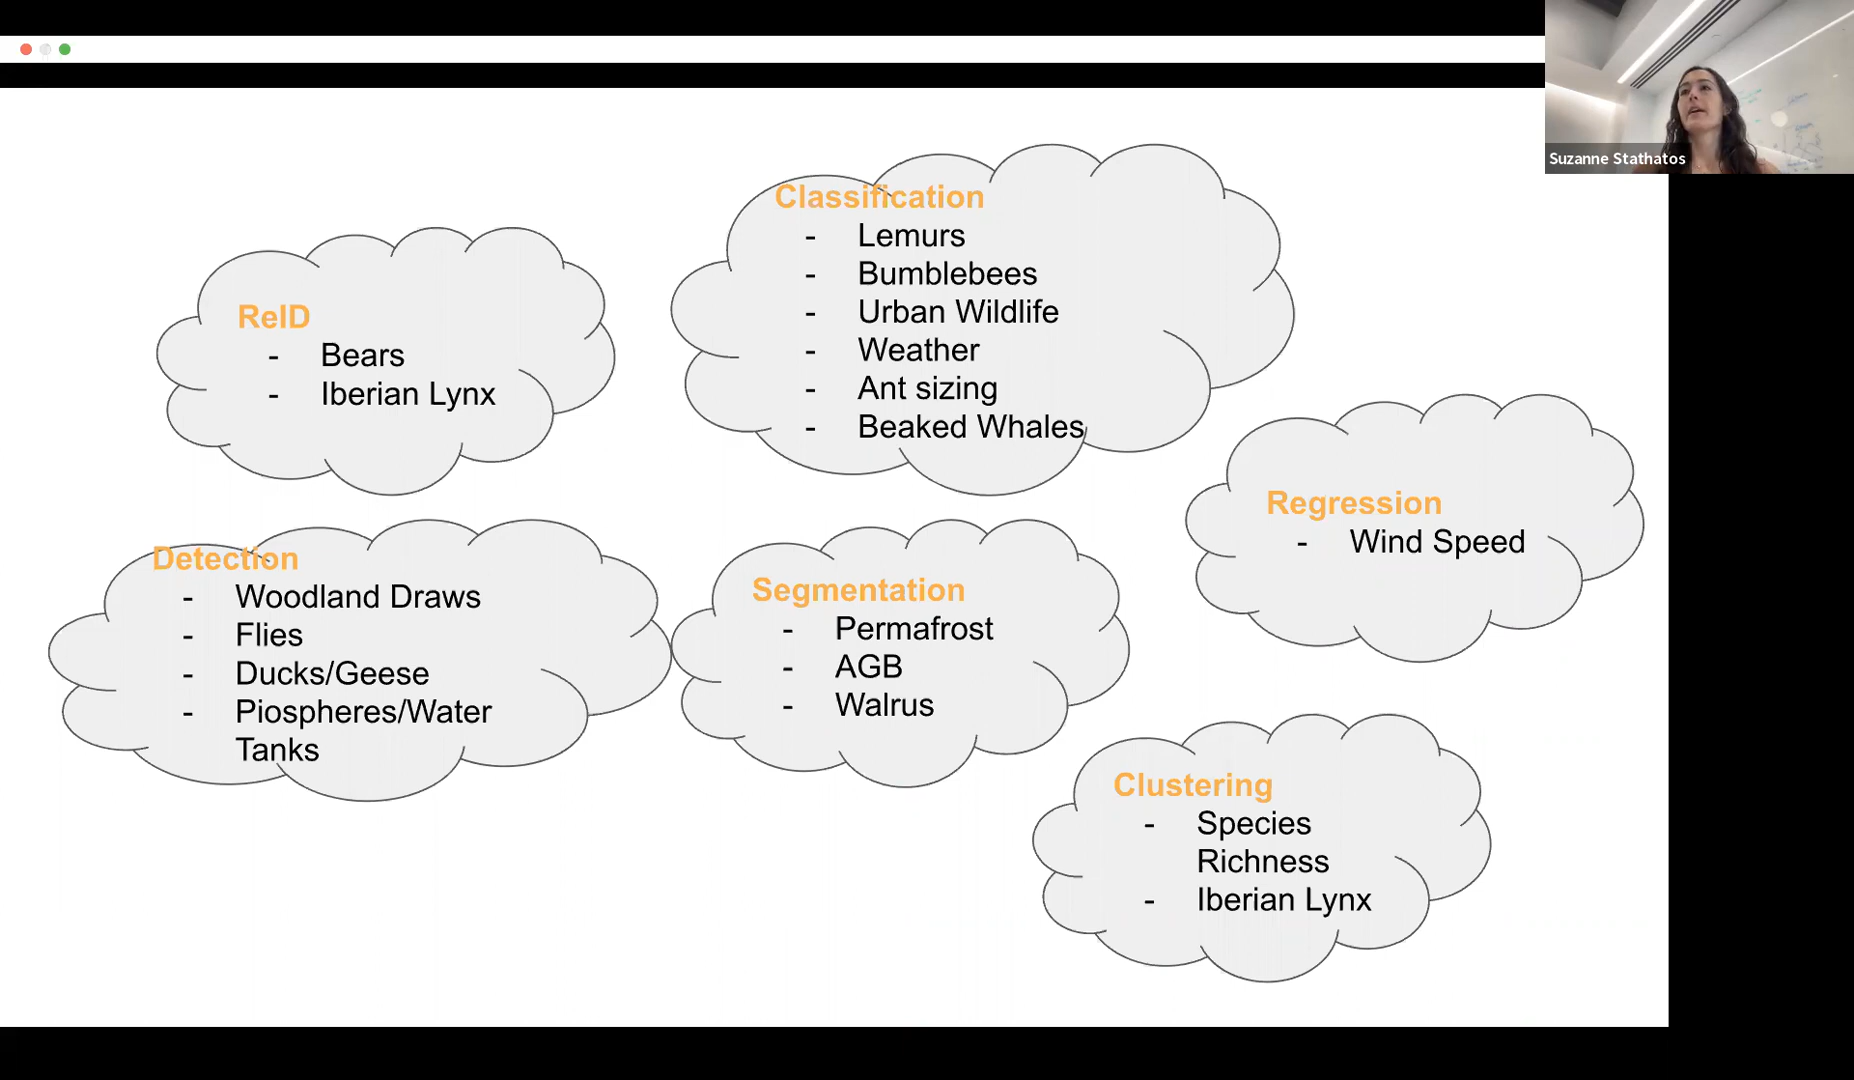 Suzanne Stathatos
Classification
- Lemurs
- Bumblebees
- Urban Wildlife
- Weather
- Ant sizing
- Beaked Whales
ReID
- Bears
- Iberian Lynx
Regression
- Wind Speed
Detection
- Woodland Draws
- Flies
- Ducks/Geese
- Piospheres/Water
Tanks
Segmentation
- Permafrost
- AGB
- Walrus
Clustering
- Species
Richness
- Iberian Lynx